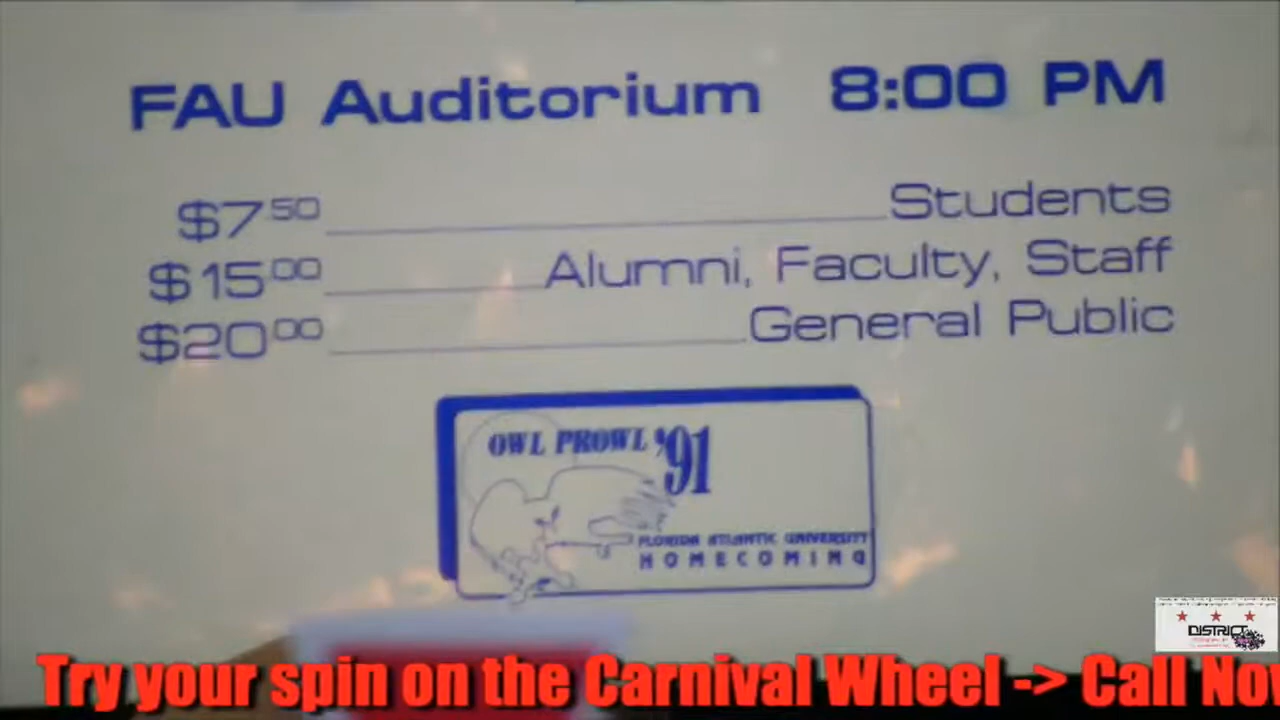 FAU Auditorium 8:00 PM
$7.50 Students
$15.00 Alumni, Faculty, Staff
$20.00 General Public
OWL PROWL '91
FLORIDA ATLANTIC UNIVERSITY
HOMECOMING
DISTRICT
Try your spin on the Carnival Wheel -> Call Now